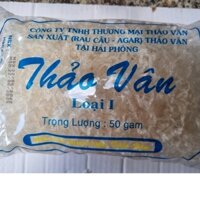 CÔNG TY TNHH THƯƠNG MẠI THẢO VÂN
SẢN XUẤT (RAU CÂU - AGAR) THẢO VÂN
TẠI HẢI PHÒNG
Thảo Vân
Loại I
Trọng Lượng : 50 gam